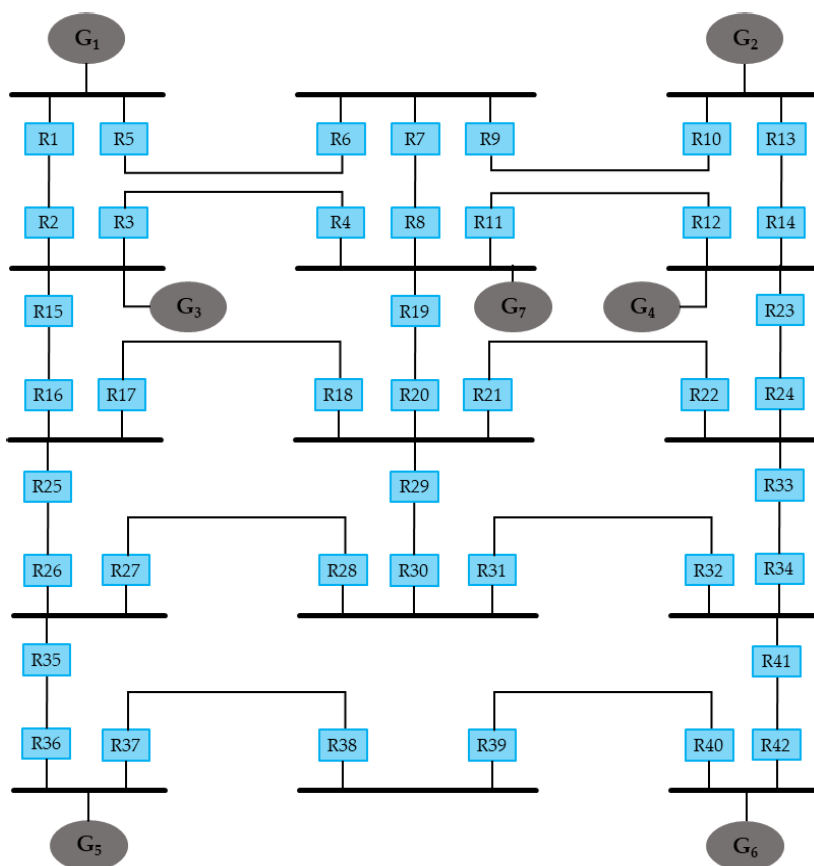 G1 G2
R1 R5 R6 R7 R9 R10 R13
R2 R3 R4 R8 R11 R12 R14
R15 G3 R19 G7 G4 R23
R16 R17 R18 R20 R21 R22 R24
R25 R29 R33
R26 R27 R28 R30 R31 R32 R34
R35 R41
R36 R37 R38 R39 R40 R42
G5 G6